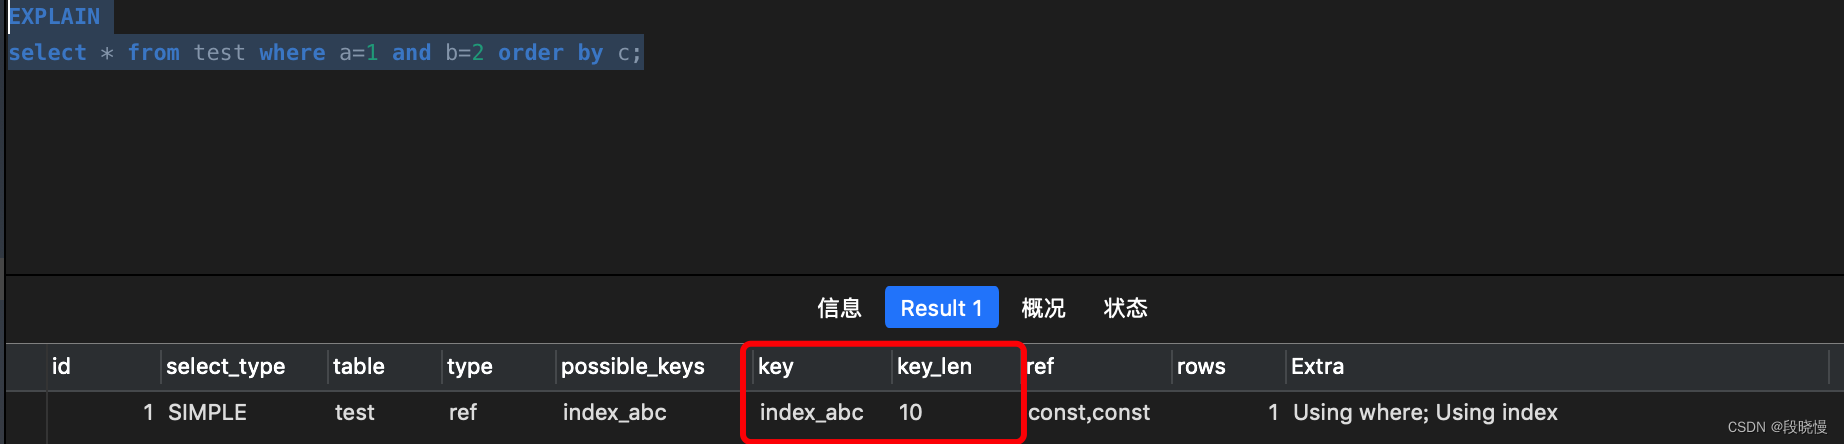 EXPLAIN
select * from test where a=1 and b=2 order by c;
信息 Result 1 概况 状态
id select_type table type possible_keys key key_len ref rows Extra
1 SIMPLE test ref index_abc index_abc 10 const,const 1 Using where; Using index
CSDN @段晓慢